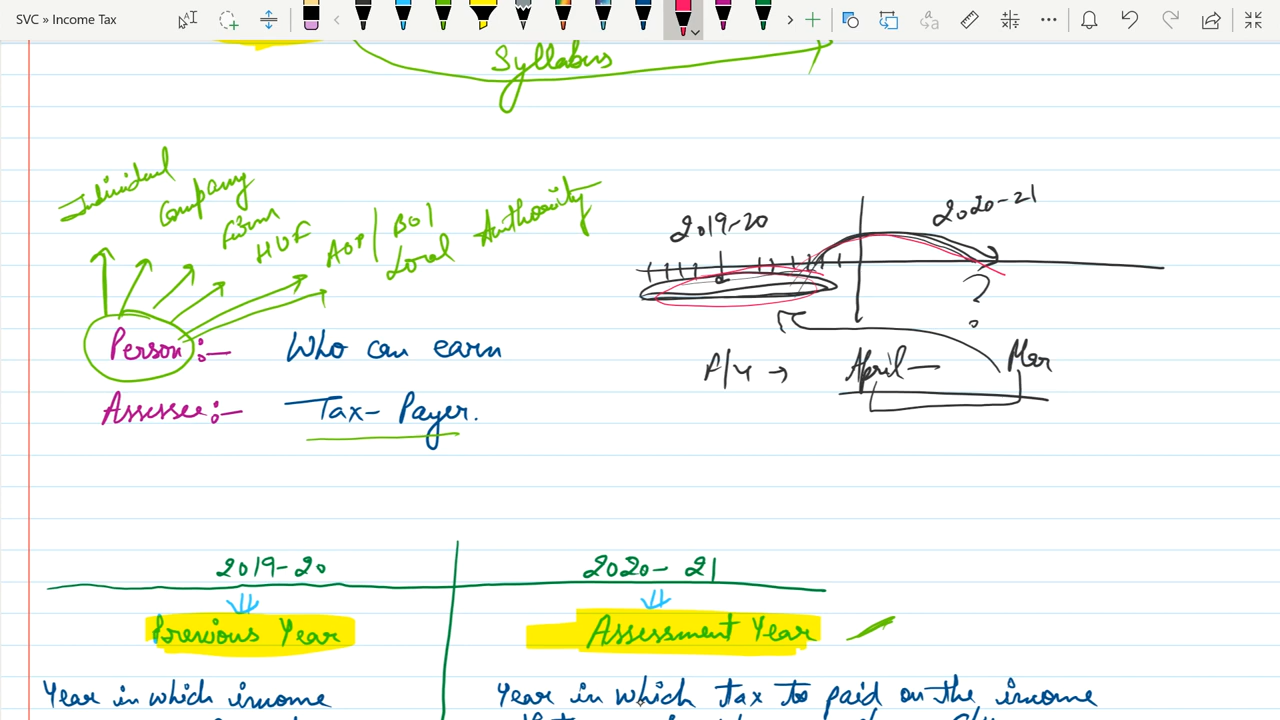 SVC » Income Tax
Syllabus
Individual
Company
Firm
HUF
AOP/BOI
Local Authority
2019-20
2020-21
?
Person:- Who can earn
F/Y → April — Mar
Assessee:- Tax-Payer.
2019-20
2020-21
Previous Year
Assessment Year
Year in which income
Year in which tax to paid on the income